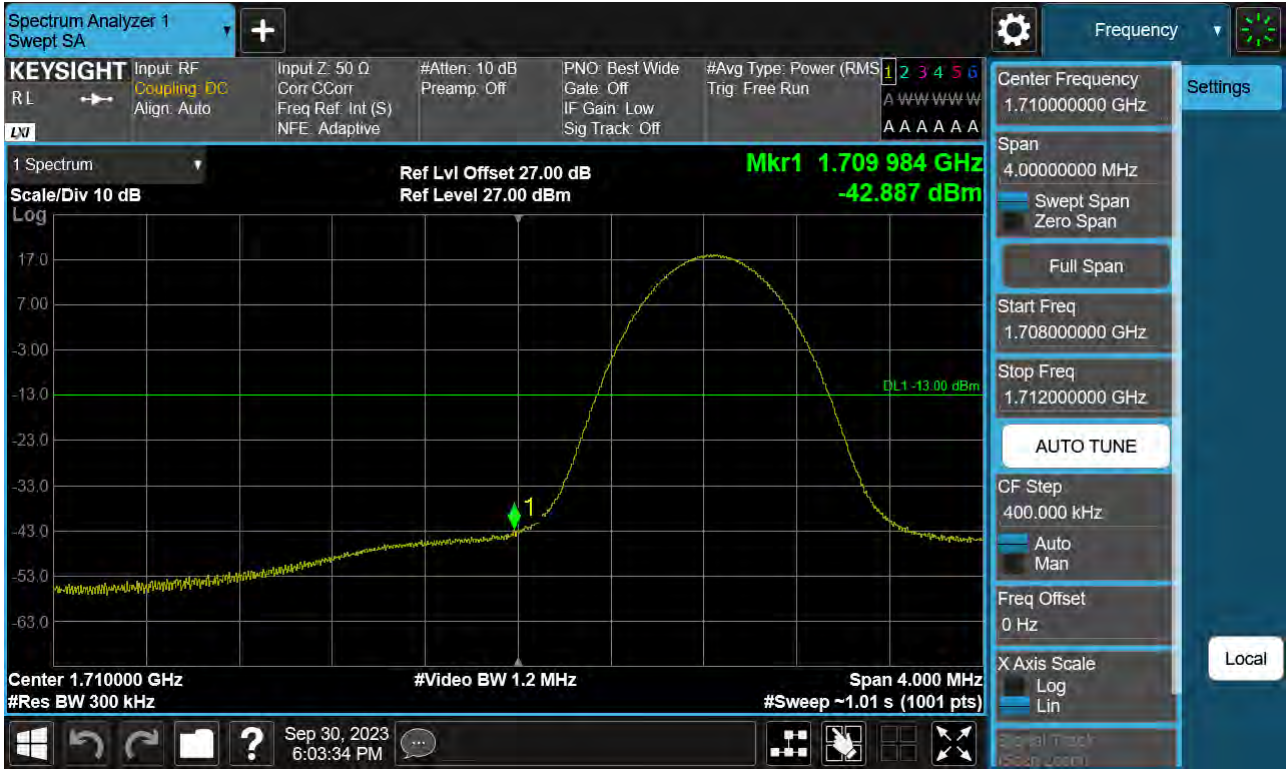 Spectrum Analyzer 1
Swept SA
Frequency
KEYSIGHT
R L
LXI
Input: RF
Coupling: DC
Align: Auto
Input Z: 50 Ω
Corr CCorr
Freq Ref: Int (S)
NFE: Adaptive
#Atten: 10 dB
Preamp: Off
PNO: Best Wide
Gate: Off
IF Gain: Low
Sig Track: Off
#Avg Type: Power (RMS
Trig: Free Run
1 2 3 4 5 6
A W W W W W
A A A A A A
1 Spectrum
Scale/Div 10 dB
Ref Lvl Offset 27.00 dB
Ref Level 27.00 dBm
Mkr1 1.709 984 GHz
-42.887 dBm
Log
17.0
7.00
-3.00
-13.0
-23.0
-33.0
-43.0
-53.0
-63.0
DL1 -13.00 dBm
1
Center 1.710000 GHz
#Res BW 300 kHz
#Video BW 1.2 MHz
Span 4.000 MHz
#Sweep ~1.01 s (1001 pts)
Center Frequency
1.710000000 GHz
Settings
Span
4.00000000 MHz
Swept Span
Zero Span
Full Span
Start Freq
1.708000000 GHz
Stop Freq
1.712000000 GHz
AUTO TUNE
CF Step
400.000 kHz
Auto
Man
Freq Offset
0 Hz
X Axis Scale
Log
Lin
Local
Signal Track
(Span Zoom)
?
Sep 30, 2023
6:03:34 PM